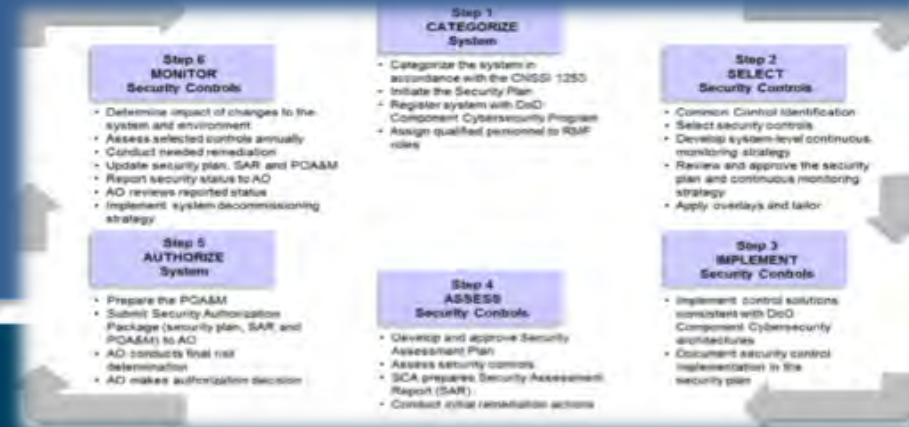 Step 1
CATEGORIZE
System
• Categorize the system in
accordance with the CNSSI 1253
• Initiate the Security Plan
• Register system with DoD
Component Cybersecurity Program
• Assign qualified personnel to RMF
roles
Step 2
SELECT
Security Controls
• Common Control Identification
• Select security controls
• Develop system-level continuous
monitoring strategy
• Review and approve the security
plan and continuous monitoring
strategy
• Apply overlays and tailor
Step 3
IMPLEMENT
Security Controls
• Implement control solutions
consistent with DoD
Component Cybersecurity
architectures
• Document security control
implementation in the
security plan
Step 4
ASSESS
Security Controls
• Develop and approve Security
Assessment Plan
• Assess security controls
• SCA prepares Security Assessment
Report (SAR)
• Conduct initial remediation actions
Step 5
AUTHORIZE
System
• Prepare the POA&M
• Submit Security Authorization
Package (security plan, SAR and
POA&M) to AO
• AO conducts final risk
determination
• AO makes authorization decision
Step 6
MONITOR
Security Controls
• Determine impact of changes to the
system and environment
• Assess selected controls annually
• Conduct needed remediation
• Update security plan, SAR and POA&M
• Report security status to AO
• AO reviews reported status
• Implement system decommissioning
strategy